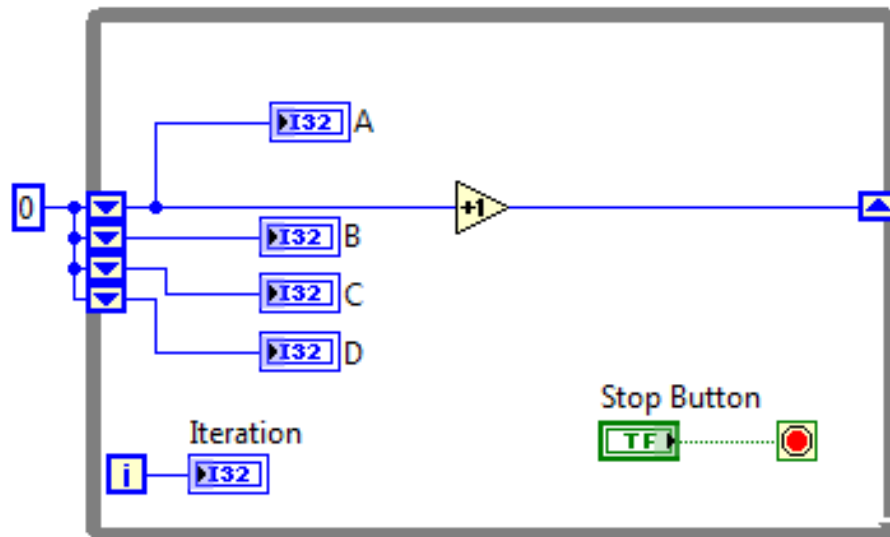 I32 A
0
+1
I32 B
I32 C
I32 D
Stop Button
TF
Iteration
i
I32